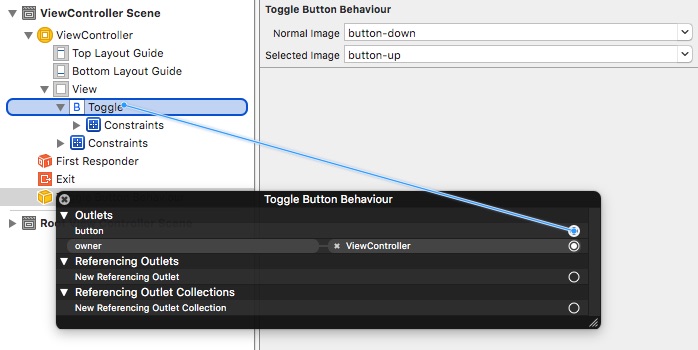 ViewController Scene
ViewController
Top Layout Guide
Bottom Layout Guide
View
B Toggle
Constraints
Constraints
First Responder
Exit
Toggle Button Behaviour
Normal Image button-down
Selected Image button-up
Toggle Button Behaviour
Outlets
button
owner ViewController
Referencing Outlets
New Referencing Outlet
Referencing Outlet Collections
New Referencing Outlet Collection